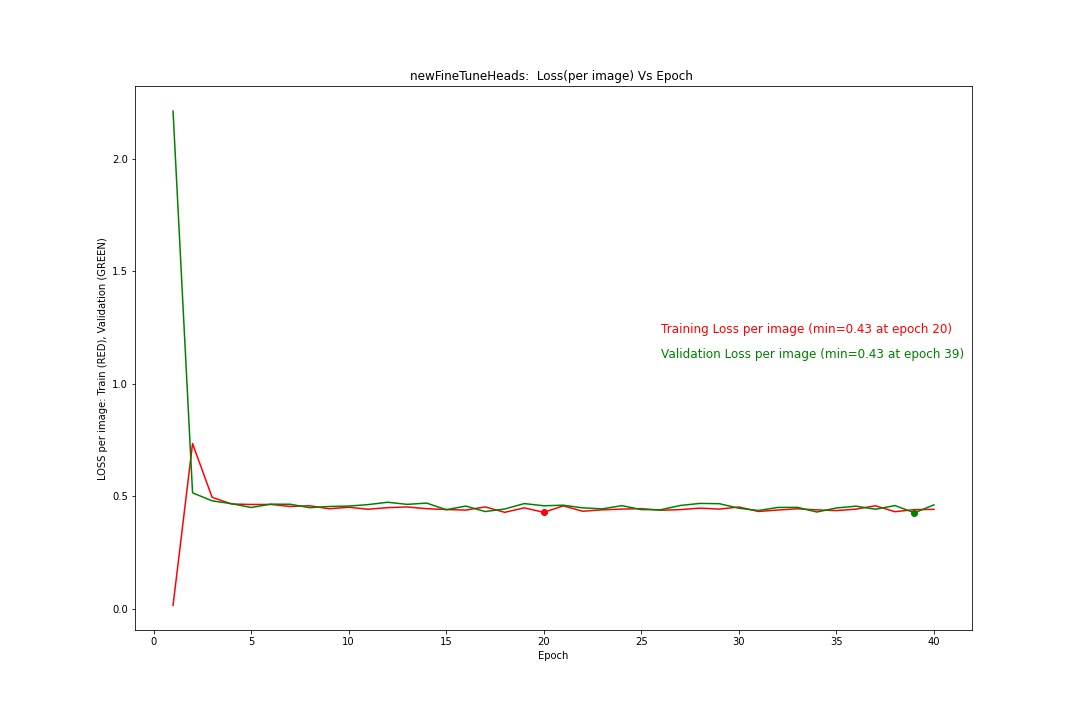 newFineTuneHeads:  Loss(per image) Vs Epoch
LOSS per image: Train (RED), Validation (GREEN)
2.0
1.5
1.0
0.5
0.0
Training Loss per image (min=0.43 at epoch 20)
Validation Loss per image (min=0.43 at epoch 39)
0 5 10 15 20 25 30 35 40
Epoch